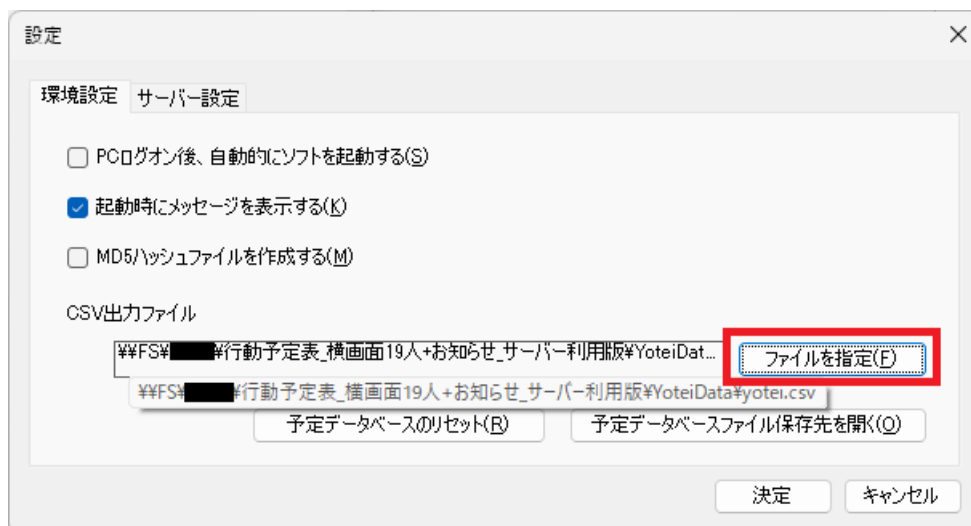 設定
環境設定 サーバー設定
PCログオン後、自動的にソフトを起動する(S)
起動時にメッセージを表示する(K)
MD5ハッシュファイルを作成する(M)
CSV出力ファイル
¥¥FS¥ ¥行動予定表_横画面19人+お知らせ_サーバー利用版¥YoteiDat... ファイルを指定(F)
¥¥FS¥ ¥行動予定表_横画面19人+お知らせ_サーバー利用版¥YoteiData¥yotei.csv
予定データベースのリセット(R) 予定データベースファイル保存先を開く(O)
決定 キャンセル